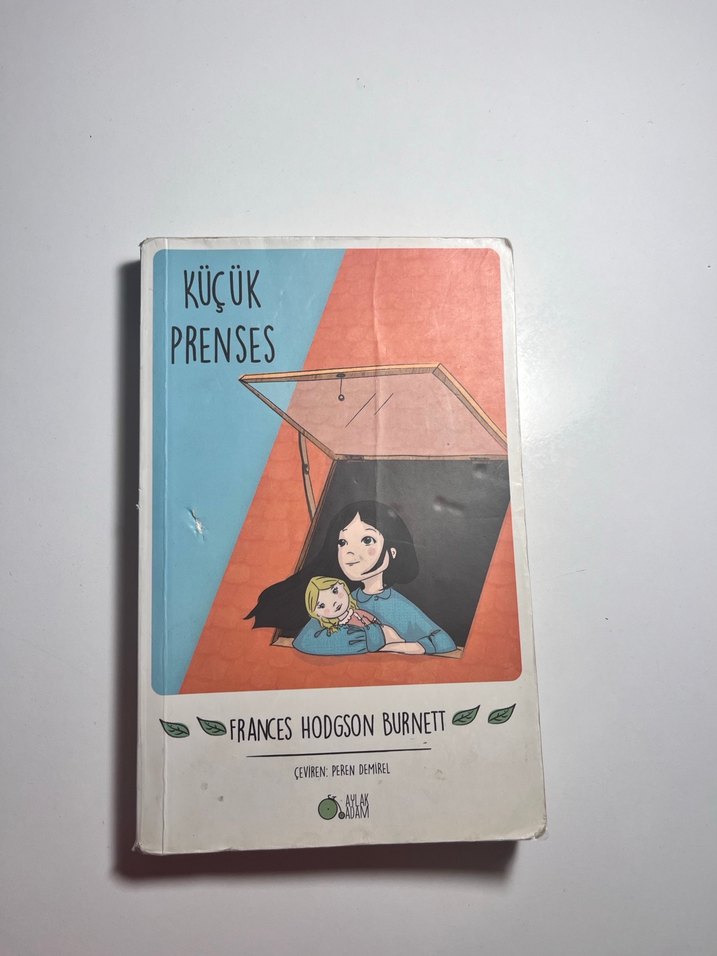 KÜÇÜK
PRENSES
FRANCES HODGSON BURNETT
ÇEVİREN: PEREN DEMİREL
AYLAK
ADAM